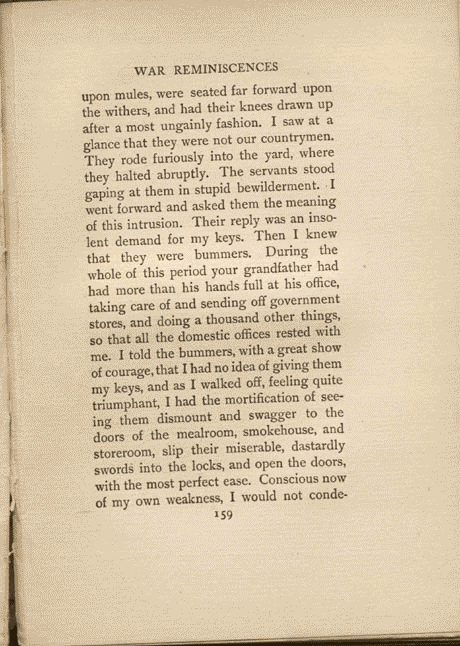 WAR REMINISCENCES
upon mules, were seated far forward upon
the withers, and had their knees drawn up
after a most ungainly fashion. I saw at a
glance that they were not our countrymen.
They rode furiously into the yard, where
they halted abruptly. The servants stood
gaping at them in stupid bewilderment. I
went forward and asked them the meaning
of this intrusion. Their reply was an inso-
lent demand for my keys. Then I knew
that they were bummers. During the
whole of this period your grandfather had
had more than his hands full at his office,
taking care of and sending off government
stores, and doing a thousand other things,
so that all the domestic offices rested with
me. I told the bummers, with a great show
of courage, that I had no idea of giving them
my keys, and as I walked off, feeling quite
triumphant, I had the mortification of see-
ing them dismount and swagger to the
doors of the mealroom, smokehouse, and
storeroom, slip their miserable, dastardly
swords into the locks, and open the doors,
with the most perfect ease. Conscious now
of my own weakness, I would not conde-
159